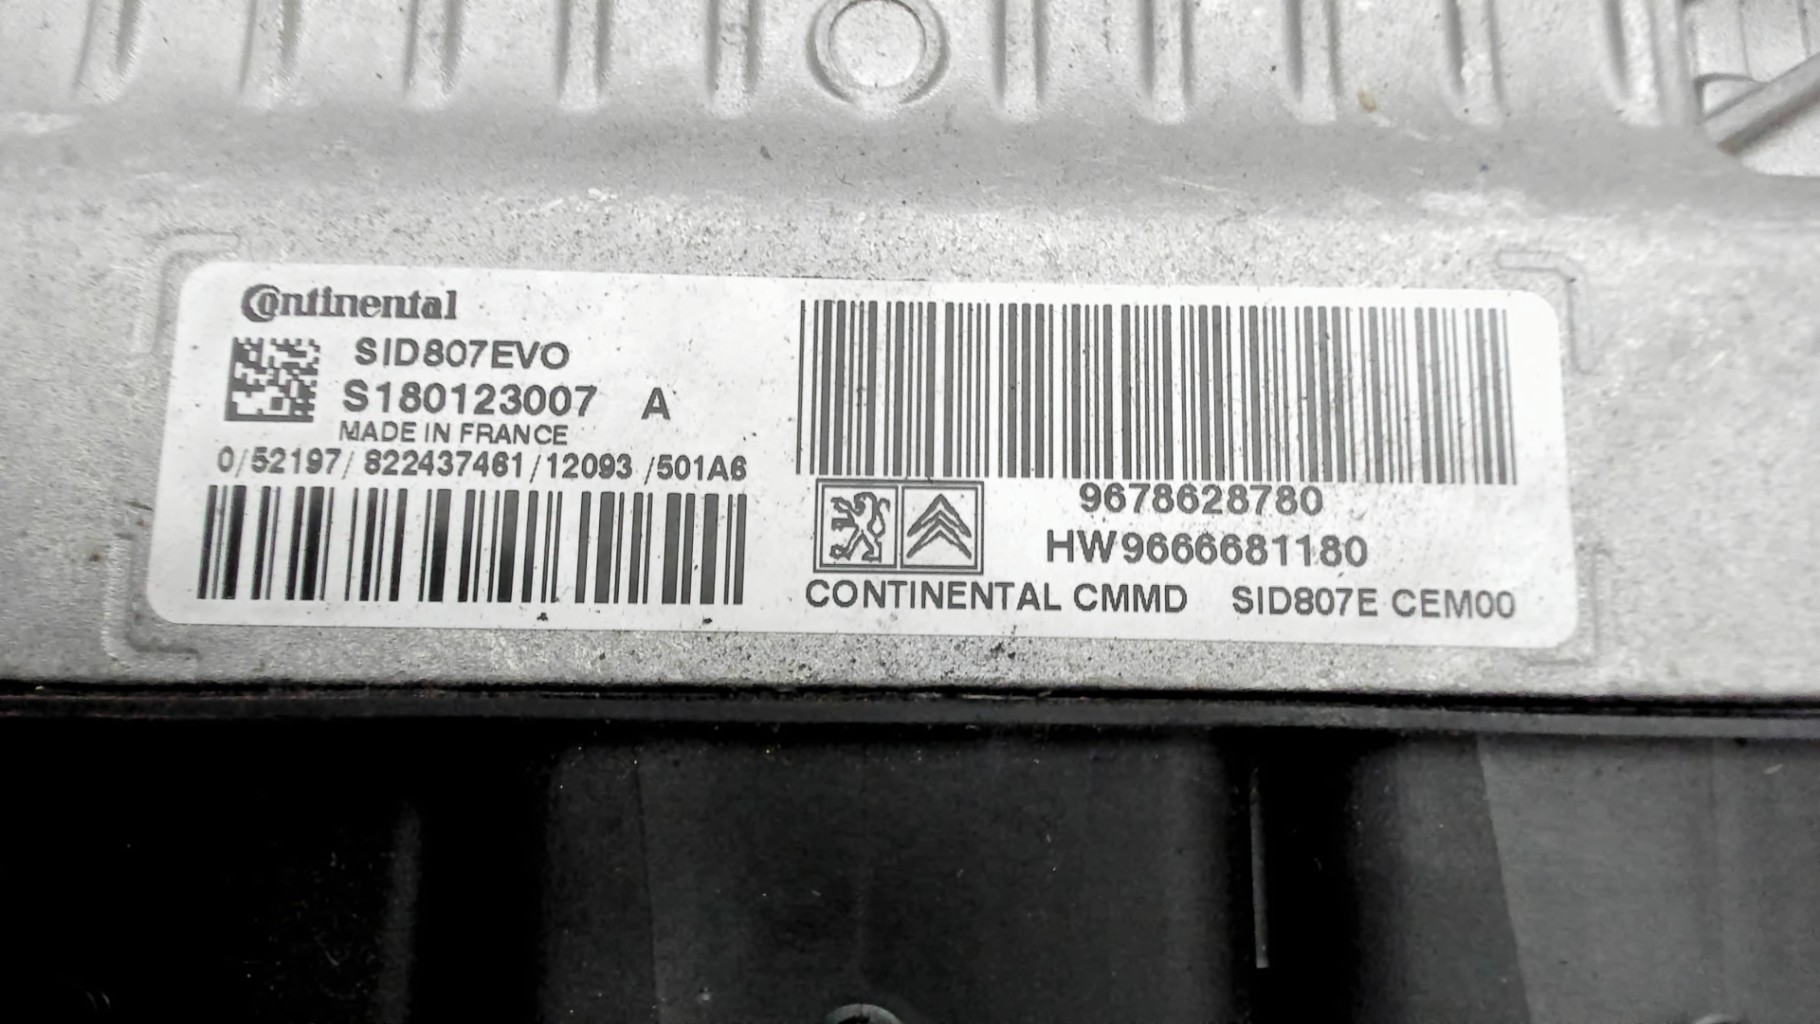 Continental
SID807EVO
S180123007 A
MADE IN FRANCE
0/52197/822437461/12093/501A6
9678628780
HW9666681180
CONTINENTAL CMMD SID807E CEM00